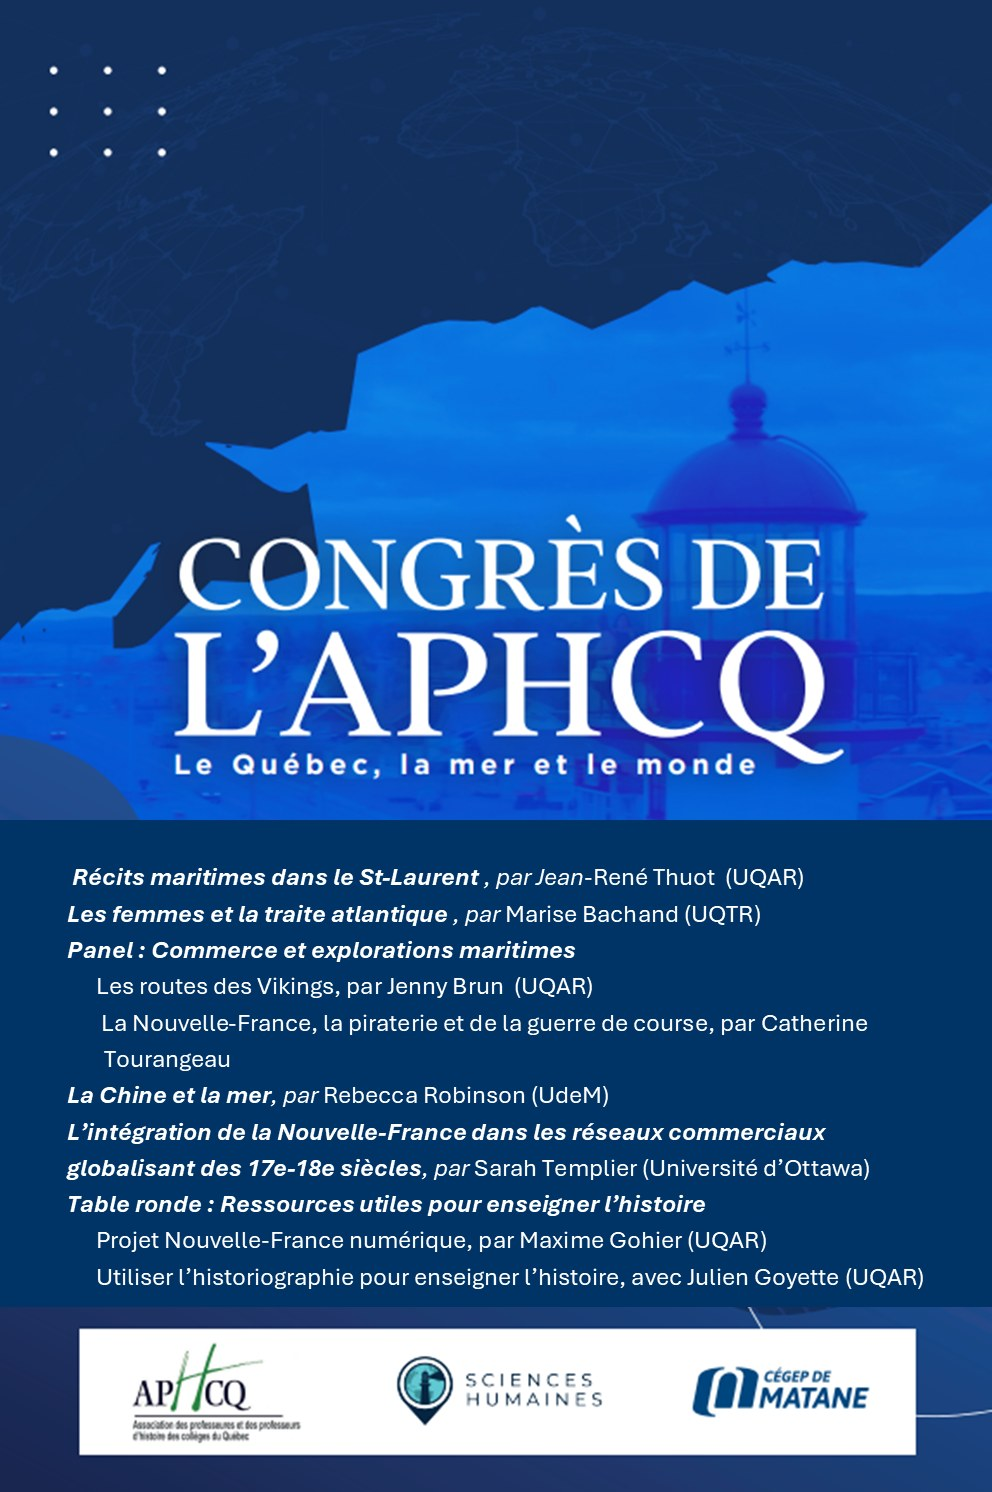 CONGRÈS DE
L’APHCQ
Le Québec, la mer et le monde
Récits maritimes dans le St-Laurent , par Jean-René Thuot (UQAR)
Les femmes et la traite atlantique , par Marise Bachand (UQTR)
Panel : Commerce et explorations maritimes
Les routes des Vikings, par Jenny Brun (UQAR)
La Nouvelle-France, la piraterie et de la guerre de course, par Catherine
Tourangeau
La Chine et la mer, par Rebecca Robinson (UdeM)
L’intégration de la Nouvelle-France dans les réseaux commerciaux
globalisant des 17e-18e siècles, par Sarah Templier (Université d’Ottawa)
Table ronde : Ressources utiles pour enseigner l’histoire
Projet Nouvelle-France numérique, par Maxime Gohier (UQAR)
Utiliser l’historiographie pour enseigner l’histoire, avec Julien Goyette (UQAR)
APHCQ
Association des professeures et des professeurs
d'histoire des collèges du Québec
SCIENCES
HUMAINES
CÉGEP DE
MATANE